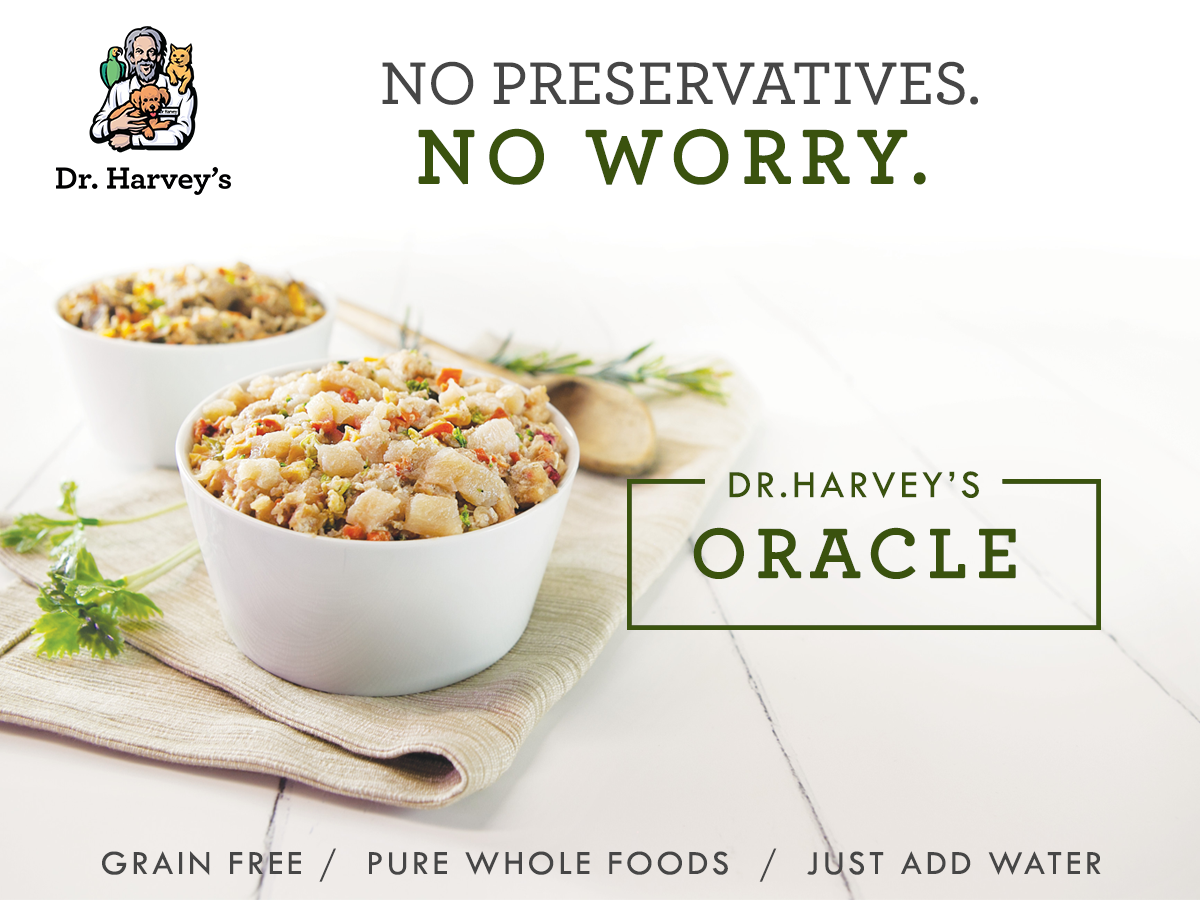 Dr. Harvey's
NO PRESERVATIVES.
NO WORRY.
DR.HARVEY'S
ORACLE
GRAIN FREE / PURE WHOLE FOODS / JUST ADD WATER